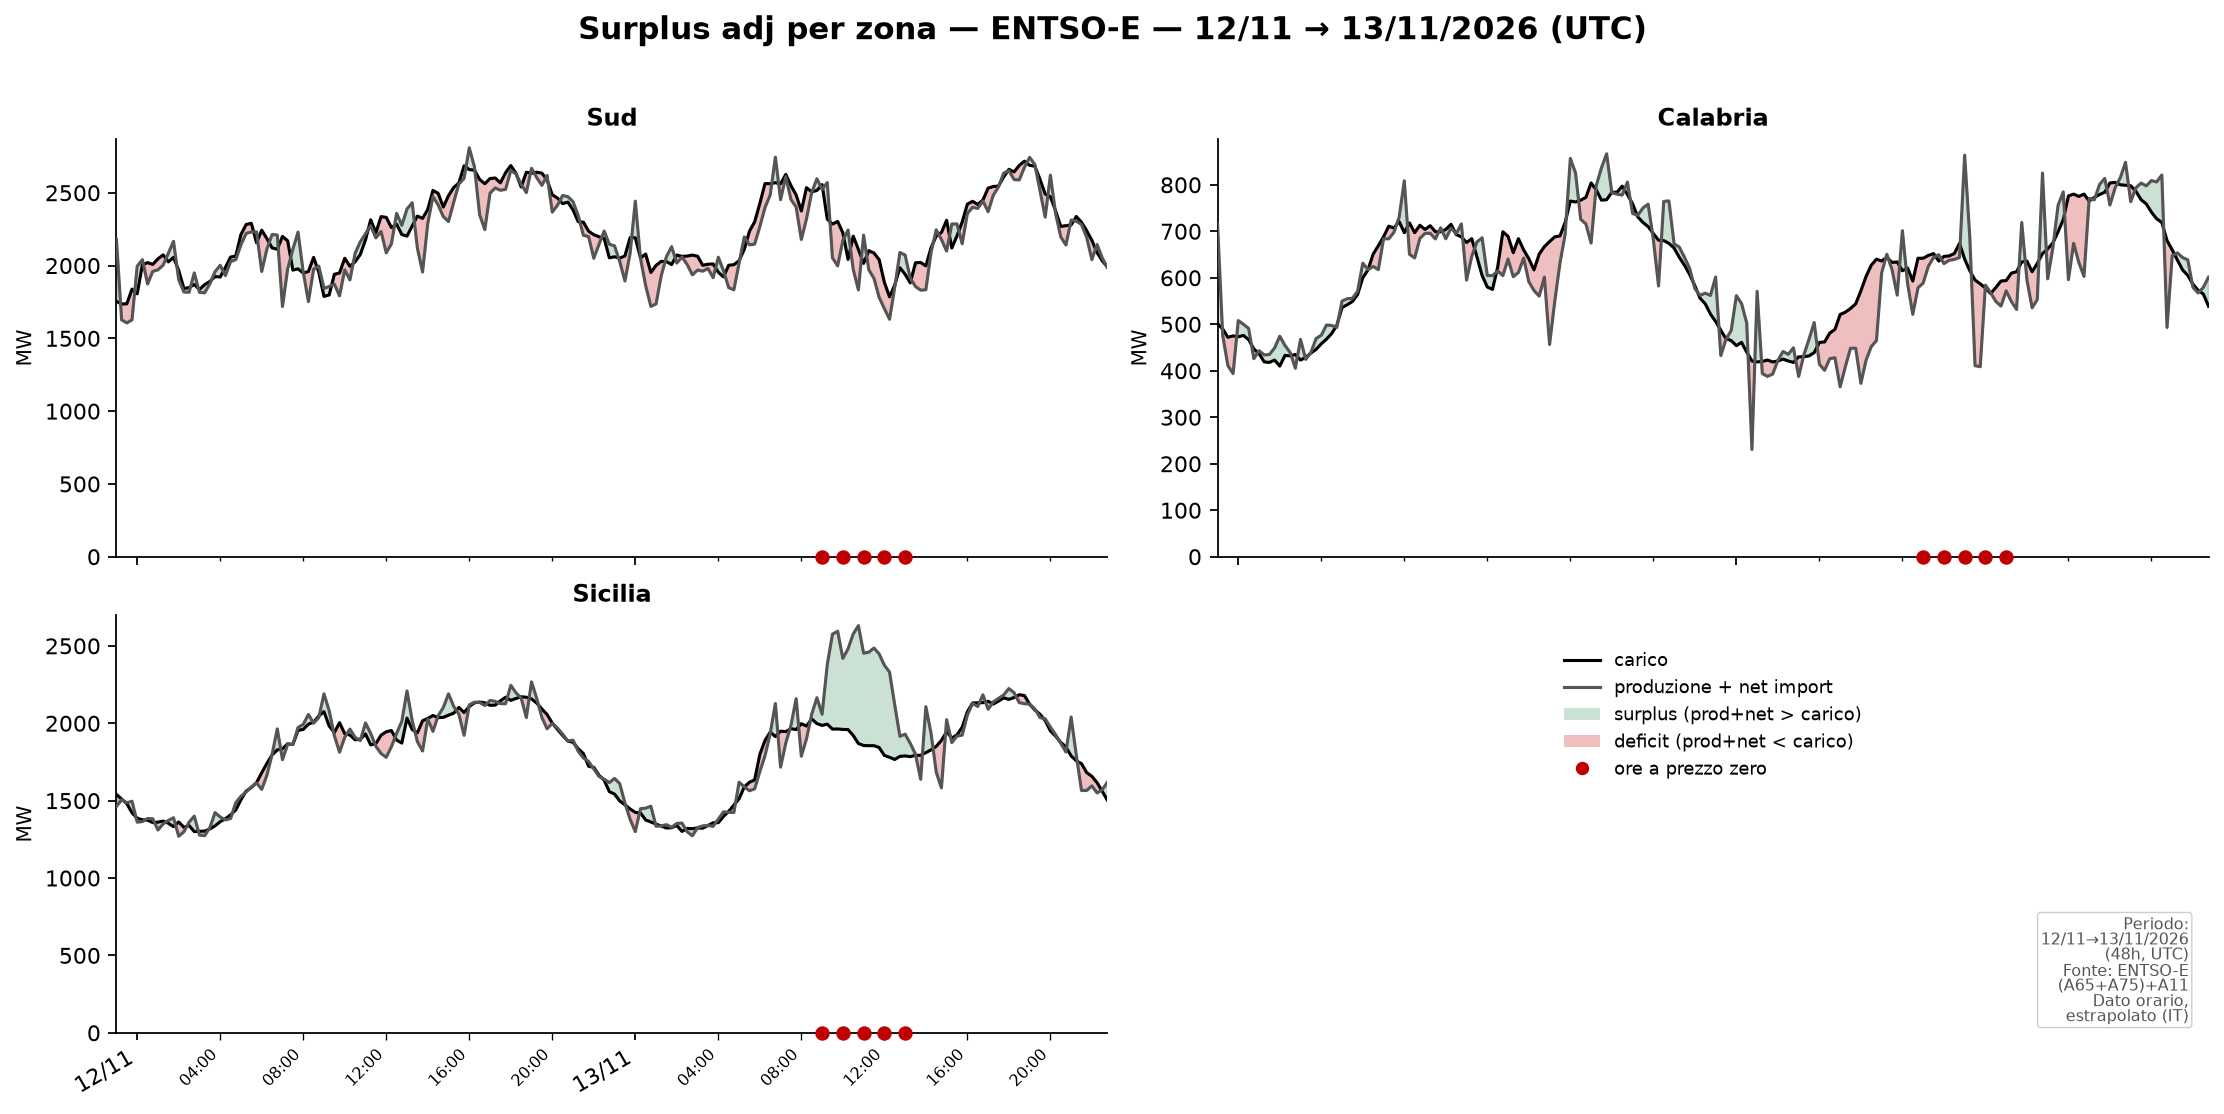 Surplus adj per zona — ENTSO-E — 12/11 → 13/11/2026 (UTC)
Sud
MW
2500
2000
1500
1000
500
0
Calabria
MW
800
700
600
500
400
300
200
100
0
Sicilia
MW
2500
2000
1500
1000
500
0
12/11
04:00
08:00
12:00
16:00
20:00
13/11
04:00
08:00
12:00
16:00
20:00
carico
produzione + net import
surplus (prod+net > carico)
deficit (prod+net < carico)
ore a prezzo zero
Periodo:
12/11→13/11/2026
(48h, UTC)
Fonte: ENTSO-E
(A65+A75)+A11
Dato orario,
estrapolato (IT)